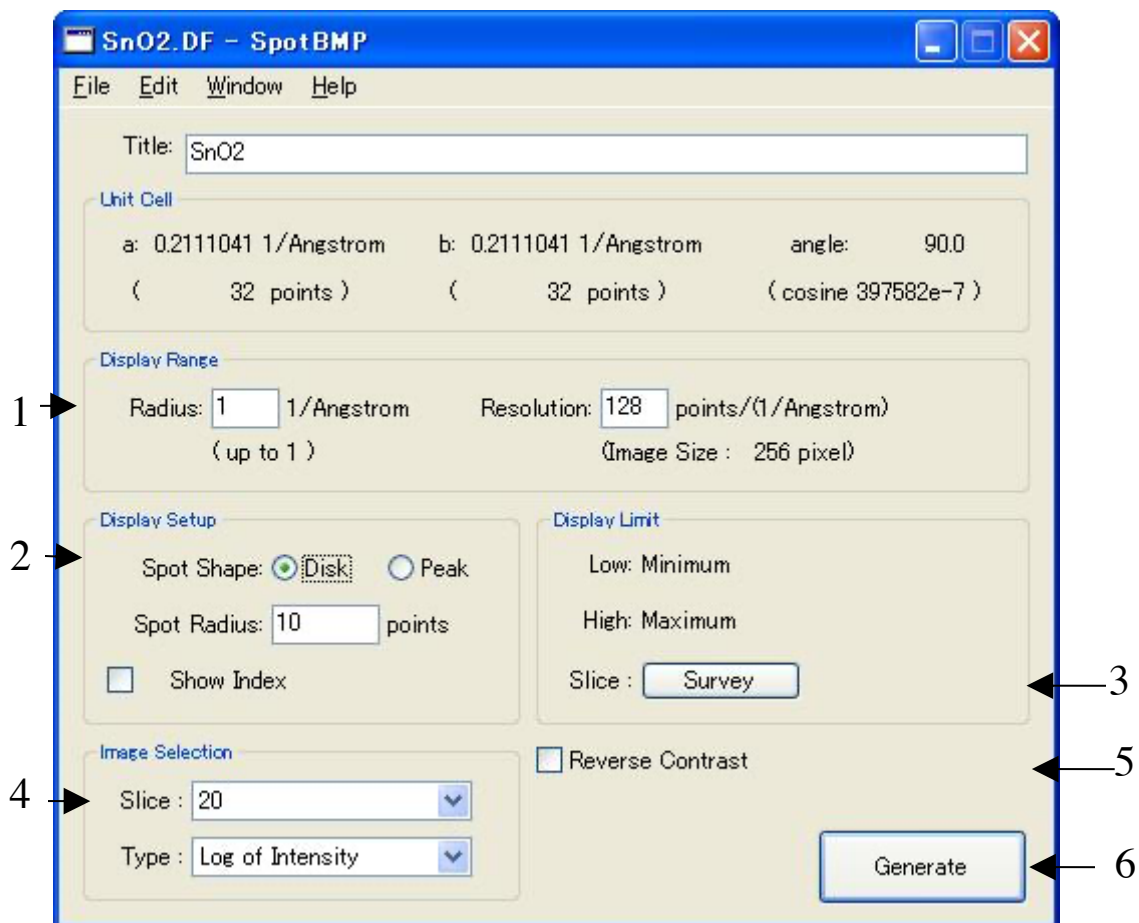 SnO2.DF - SpotBMP
File Edit Window Help
Title: SnO2
Unit Cell
a: 0.2111041 1/Angstrom b: 0.2111041 1/Angstrom angle: 90.0
( 32 points ) ( 32 points ) ( cosine 397582e-7 )
Display Range
1 Radius: 1 1/Angstrom Resolution: 128 points/(1/Angstrom)
( up to 1 ) (Image Size : 256 pixel)
Display Setup Display Limit
2 Spot Shape: Disk Peak Low: Minimum
Spot Radius: 10 points High: Maximum
Show Index Slice : Survey 3
Image Selection Reverse Contrast 5
4 Slice : 20
Type : Log of Intensity Generate 6